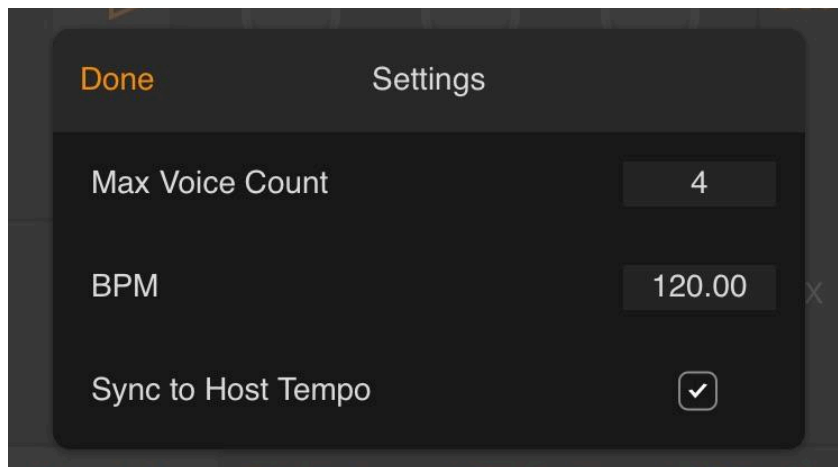 Done Settings
Max Voice Count 4
BPM 120.00
Sync to Host Tempo
X